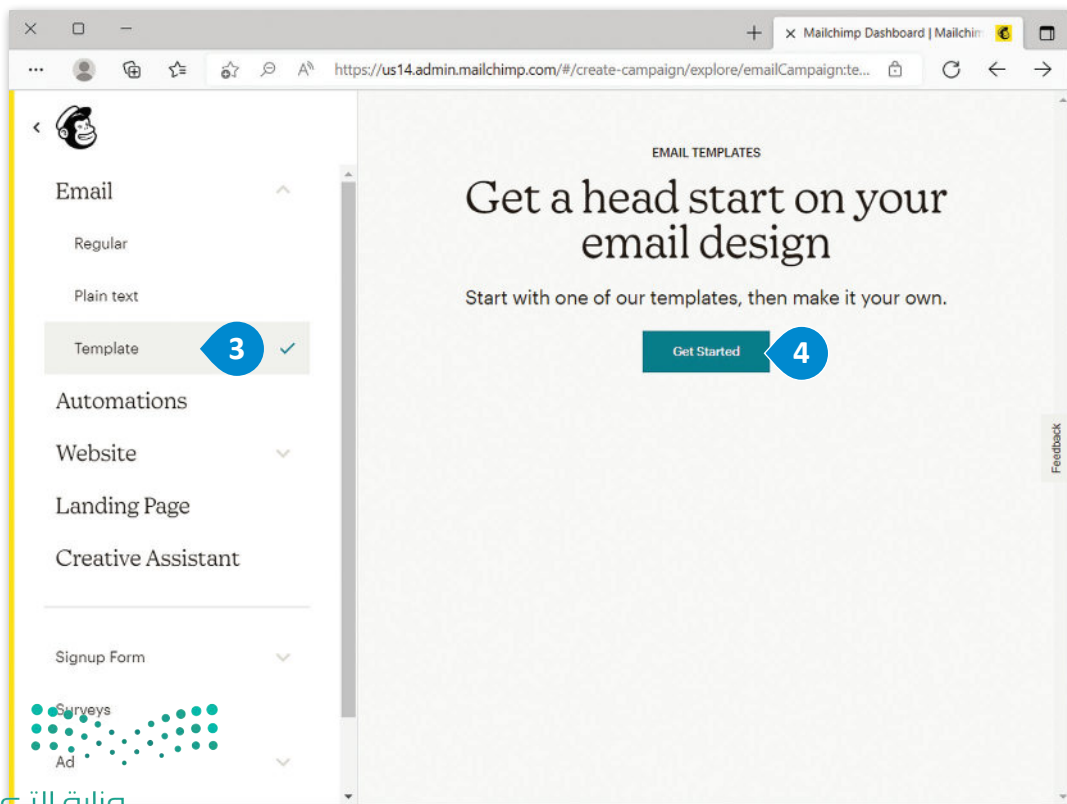 Mailchimp Dashboard | Mailchim
https://us14.admin.mailchimp.com/#/create-campaign/explore/emailCampaign:te...
Email
Regular
Plain text
Template
3
Automations
Website
Landing Page
Creative Assistant
Signup Form
Surveys
Ad
EMAIL TEMPLATES
Get a head start on your
email design
Start with one of our templates, then make it your own.
Get Started
4
Feedback
وزارة